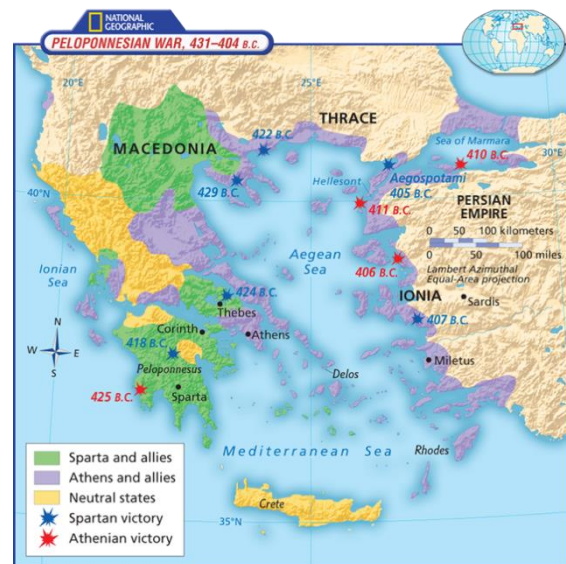 NATIONAL
GEOGRAPHIC
PELOPONNESIAN WAR, 431–404 B.C.
20°E
25°E
THRACE
422 B.C.
MACEDONIA
Sea of Marmara
410 B.C.
30°E
429 B.C.
Hellesont
Aegospotami
405 B.C.
40°N
411 B.C.
PERSIAN
EMPIRE
0 50 100 kilometers
0 50 100 miles
Lambert Azimuthal
Equal-Area projection
Aegean
Sea
406 B.C.
Ionian
Sea
424 B.C.
IONIA
Sardis
Thebes
407 B.C.
Corinth
Athens
418 B.C.
N
W E
S
Peloponnesus
Miletus
Delos
425 B.C.
Sparta
Mediterranean Sea
Rhodes
Sparta and allies
Athens and allies
Neutral states
Spartan victory
Athenian victory
Crete
35°N